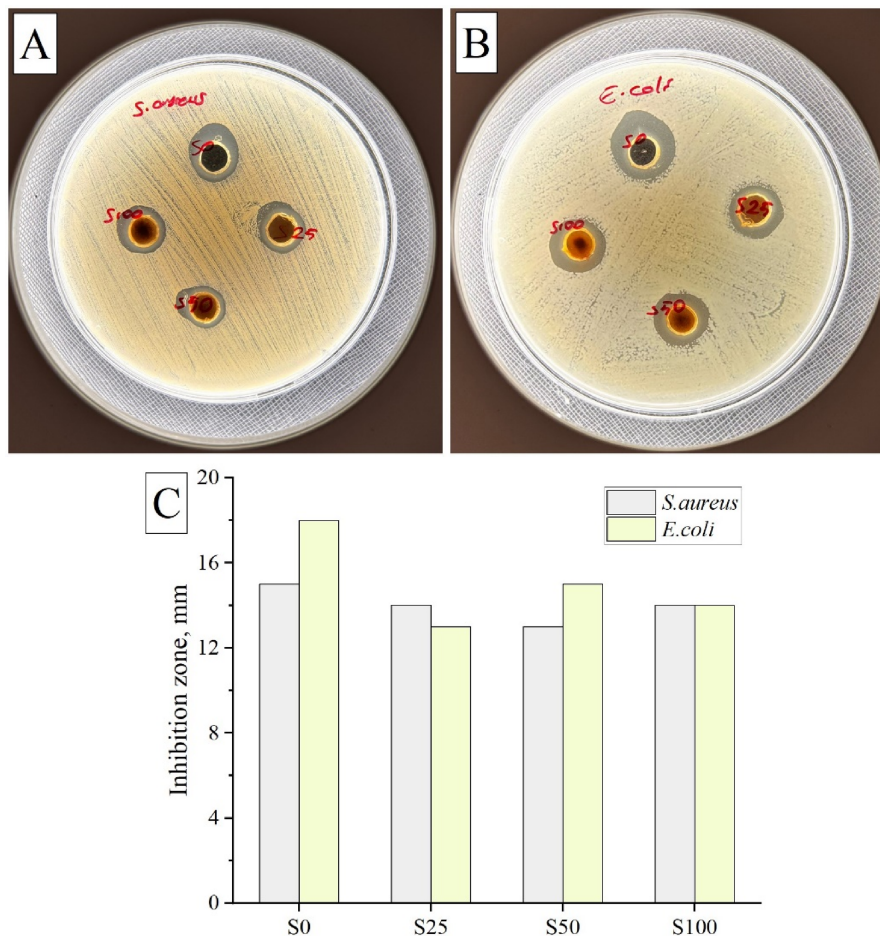 A
S.aureus
S0
S100
S25
S50
B
E.coli
S0
S25
S100
S50
C
20
16
12
8
4
0
Inhibition zone, mm
S.aureus
E.coli
S0
S25
S50
S100